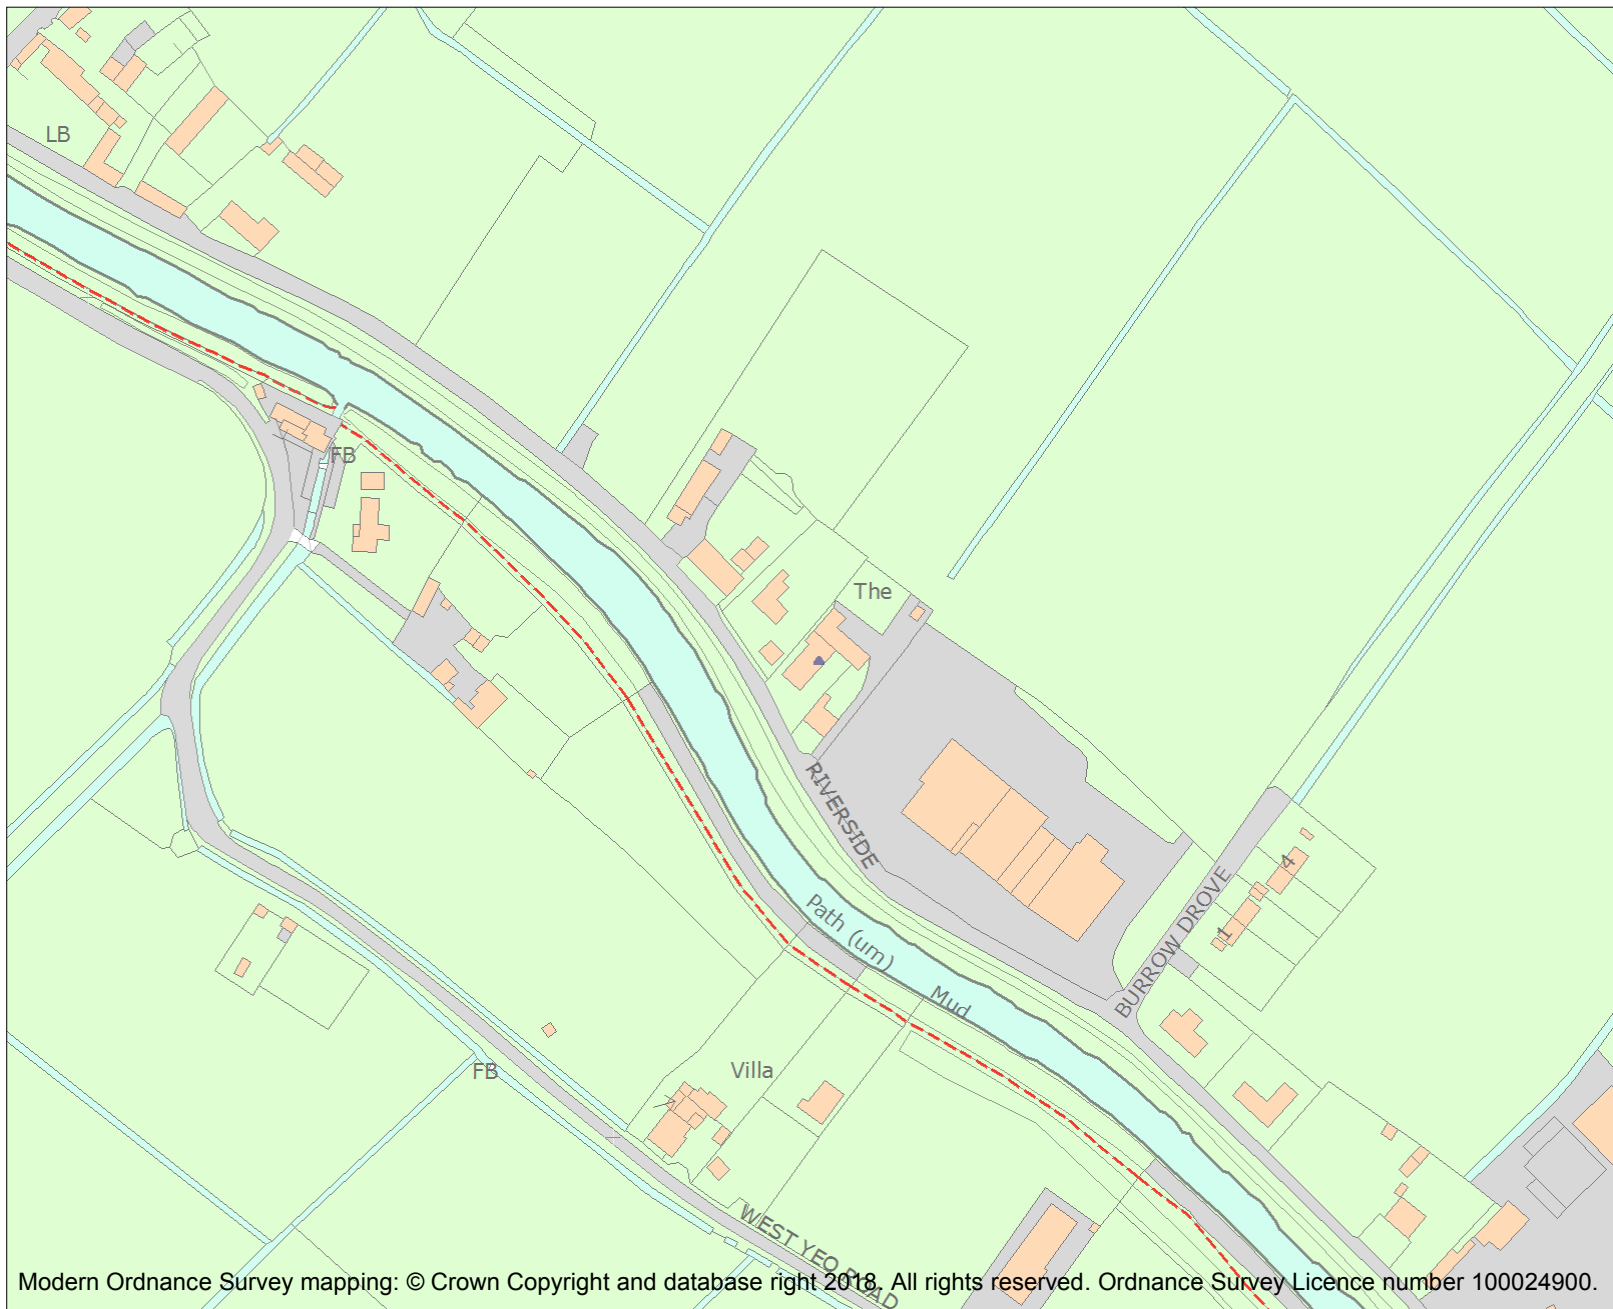 LB
FB
The
RIVERSIDE
4
1
BURROW DROVE
Path (um)
Mud
Villa
FB
WEST YEO ROAD
Modern Ordnance Survey mapping: © Crown Copyright and database right 2018. All rights reserved. Ordnance Survey Licence number 100024900.